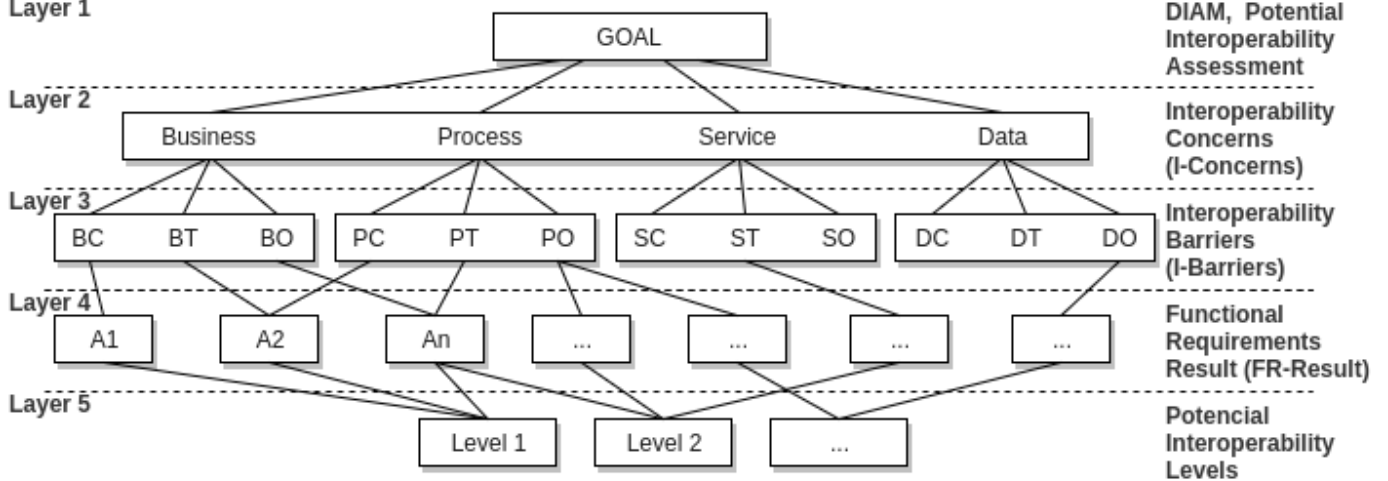 Layer 1
GOAL
DIAM, Potential
Interoperability
Assessment
Layer 2
Business Process Service Data
Interoperability
Concerns
(I-Concerns)
Layer 3
BC BT BO PC PT PO SC ST SO DC DT DO
Interoperability
Barriers
(I-Barriers)
Layer 4
A1 A2 An ... ... ... ...
Functional
Requirements
Result (FR-Result)
Layer 5
Level 1 Level 2 ...
Potencial
Interoperability
Levels